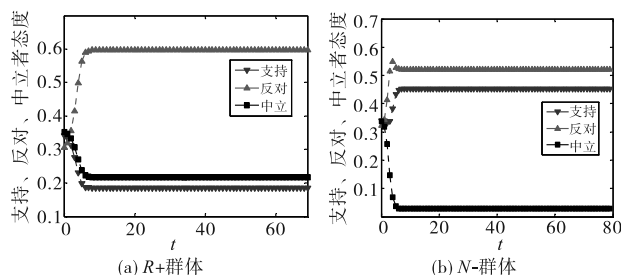 支持、反对、中立者态度
0.6
0.5
0.4
0.3
0.2
0.1
支持
反对
中立
0 20 40 60
t
(a) R+群体
支持、反对、中立者态度
0.7
0.6
0.5
0.4
0.3
0.2
0.1
支持
反对
中立
0 20 40 60 80
t
(b) N-群体